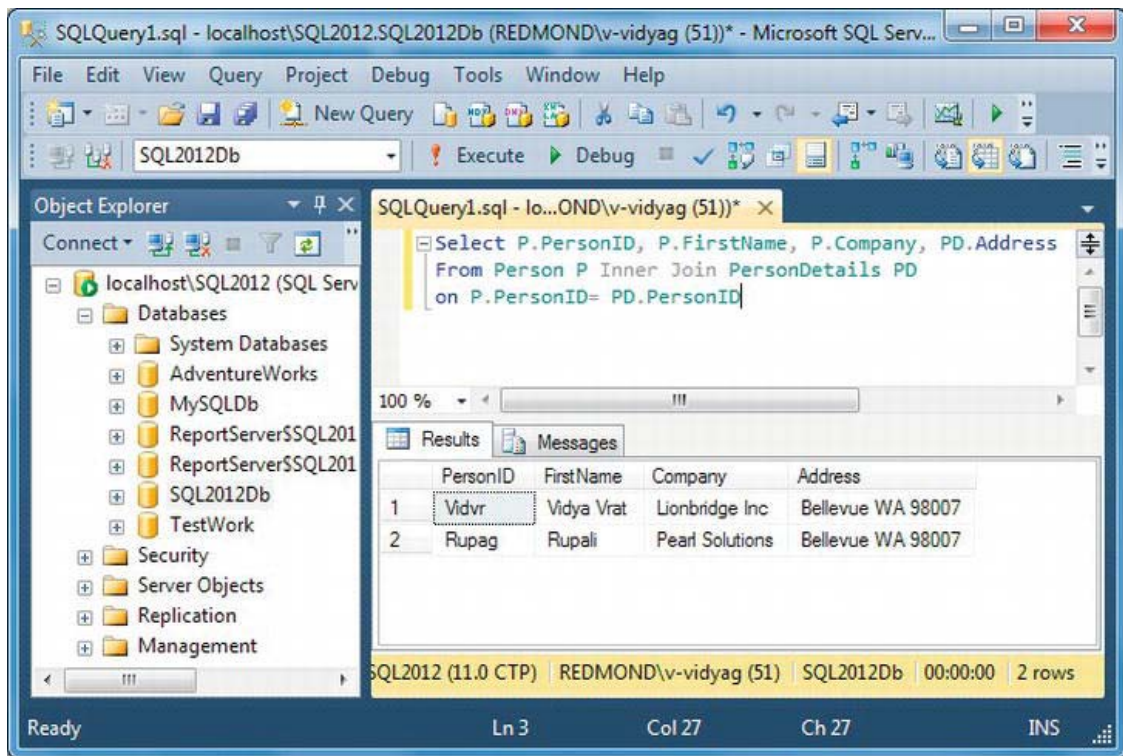 SQLQuery1.sql - localhost\SQL2012.SQL2012Db (REDMOND\v-vidyag (51))* - Microsoft SQL Serv...
File Edit View Query Project Debug Tools Window Help
New Query
SQL2012Db Execute Debug
Object Explorer
Connect
localhost\SQL2012 (SQL Serv
Databases
System Databases
AdventureWorks
MySQLDb
ReportServer$SQL201
ReportServer$SQL201
SQL2012Db
TestWork
Security
Server Objects
Replication
Management
SQLQuery1.sql - lo...OND\v-vidyag (51))*
Select P.PersonID, P.FirstName, P.Company, PD.Address
From Person P Inner Join PersonDetails PD
on P.PersonID= PD.PersonID
100 %
Results Messages
PersonID FirstName Company Address
1 Vidvr Vidya Vrat Lionbridge Inc Bellevue WA 98007
2 Rupag Rupali Pearl Solutions Bellevue WA 98007
SQL2012 (11.0 CTP) REDMOND\v-vidyag (51) SQL2012Db 00:00:00 2 rows
Ready Ln 3 Col 27 Ch 27 INS